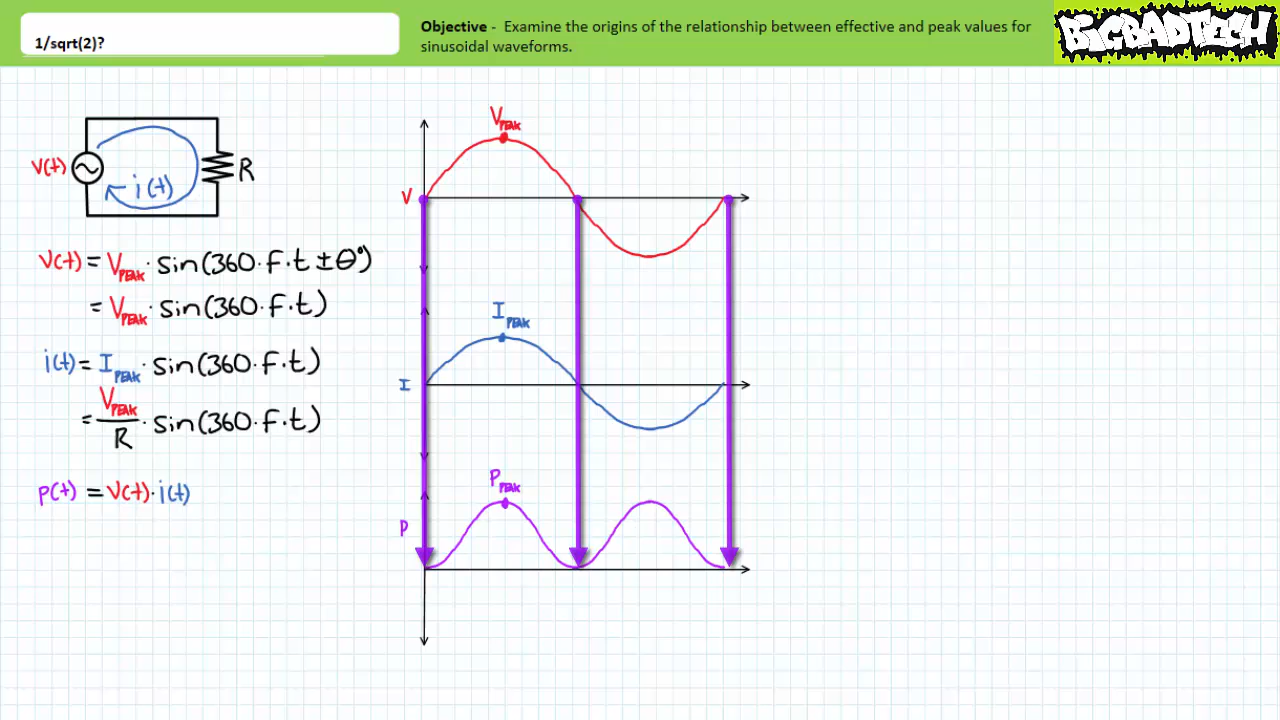 1/sqrt(2)?
Objective - Examine the origins of the relationship between effective and peak values for
sinusoidal waveforms.
BIGBADTECH
V(t)
i(t)
R
V(t) = VPEAK · sin(360·f·t ± θ°)
= VPEAK · sin(360·f·t)
i(t) = IPEAK · sin(360·f·t)
= VPEAK/R · sin(360·f·t)
P(t) = V(t)·i(t)
VPEAK
V
IPEAK
I
PPEAK
P